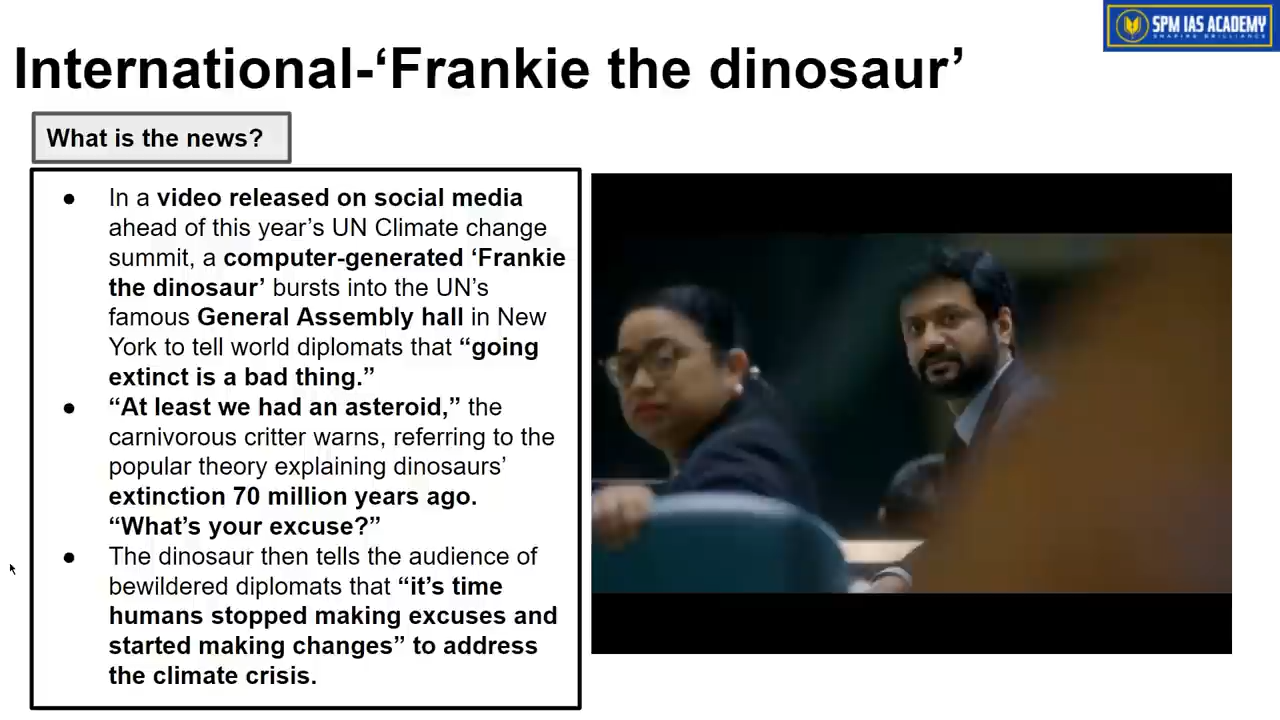 SPM IAS ACADEMY
SHAPING BRILLIANCE
International-‘Frankie the dinosaur’
What is the news?
● In a video released on social media
ahead of this year’s UN Climate change
summit, a computer-generated ‘Frankie
the dinosaur’ bursts into the UN’s
famous General Assembly hall in New
York to tell world diplomats that “going
extinct is a bad thing.”
● “At least we had an asteroid,” the
carnivorous critter warns, referring to the
popular theory explaining dinosaurs’
extinction 70 million years ago.
“What’s your excuse?”
● The dinosaur then tells the audience of
bewildered diplomats that “it’s time
humans stopped making excuses and
started making changes” to address
the climate crisis.